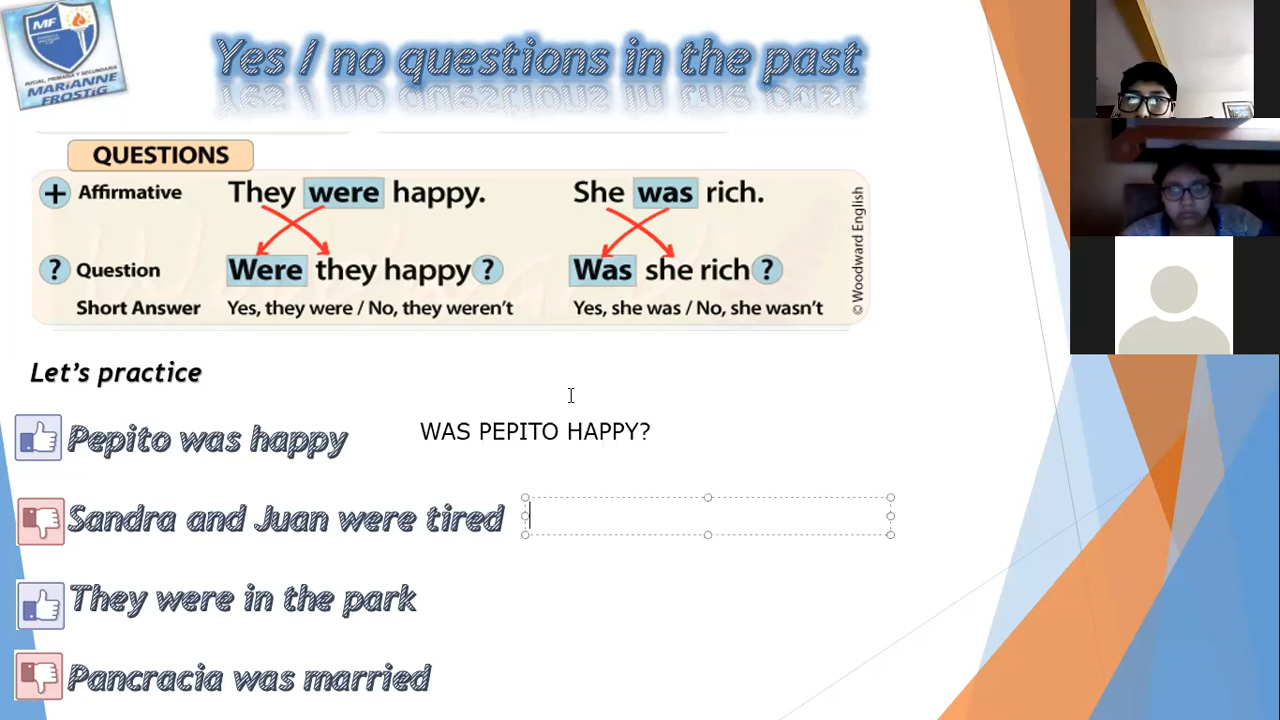 MF
INICIAL, PRIMARIA Y SECUNDARIA
MARiANNE
FROSTiG
Yes / no questions in the past
QUESTIONS
+ Affirmative They were happy. She was rich.
? Question Were they happy? Was she rich?
Short Answer Yes, they were / No, they weren't Yes, she was / No, she wasn't
© Woodward English
Let's practice
Pepito was happy WAS PEPITO HAPPY?
Sandra and Juan were tired
They were in the park
Pancracia was married